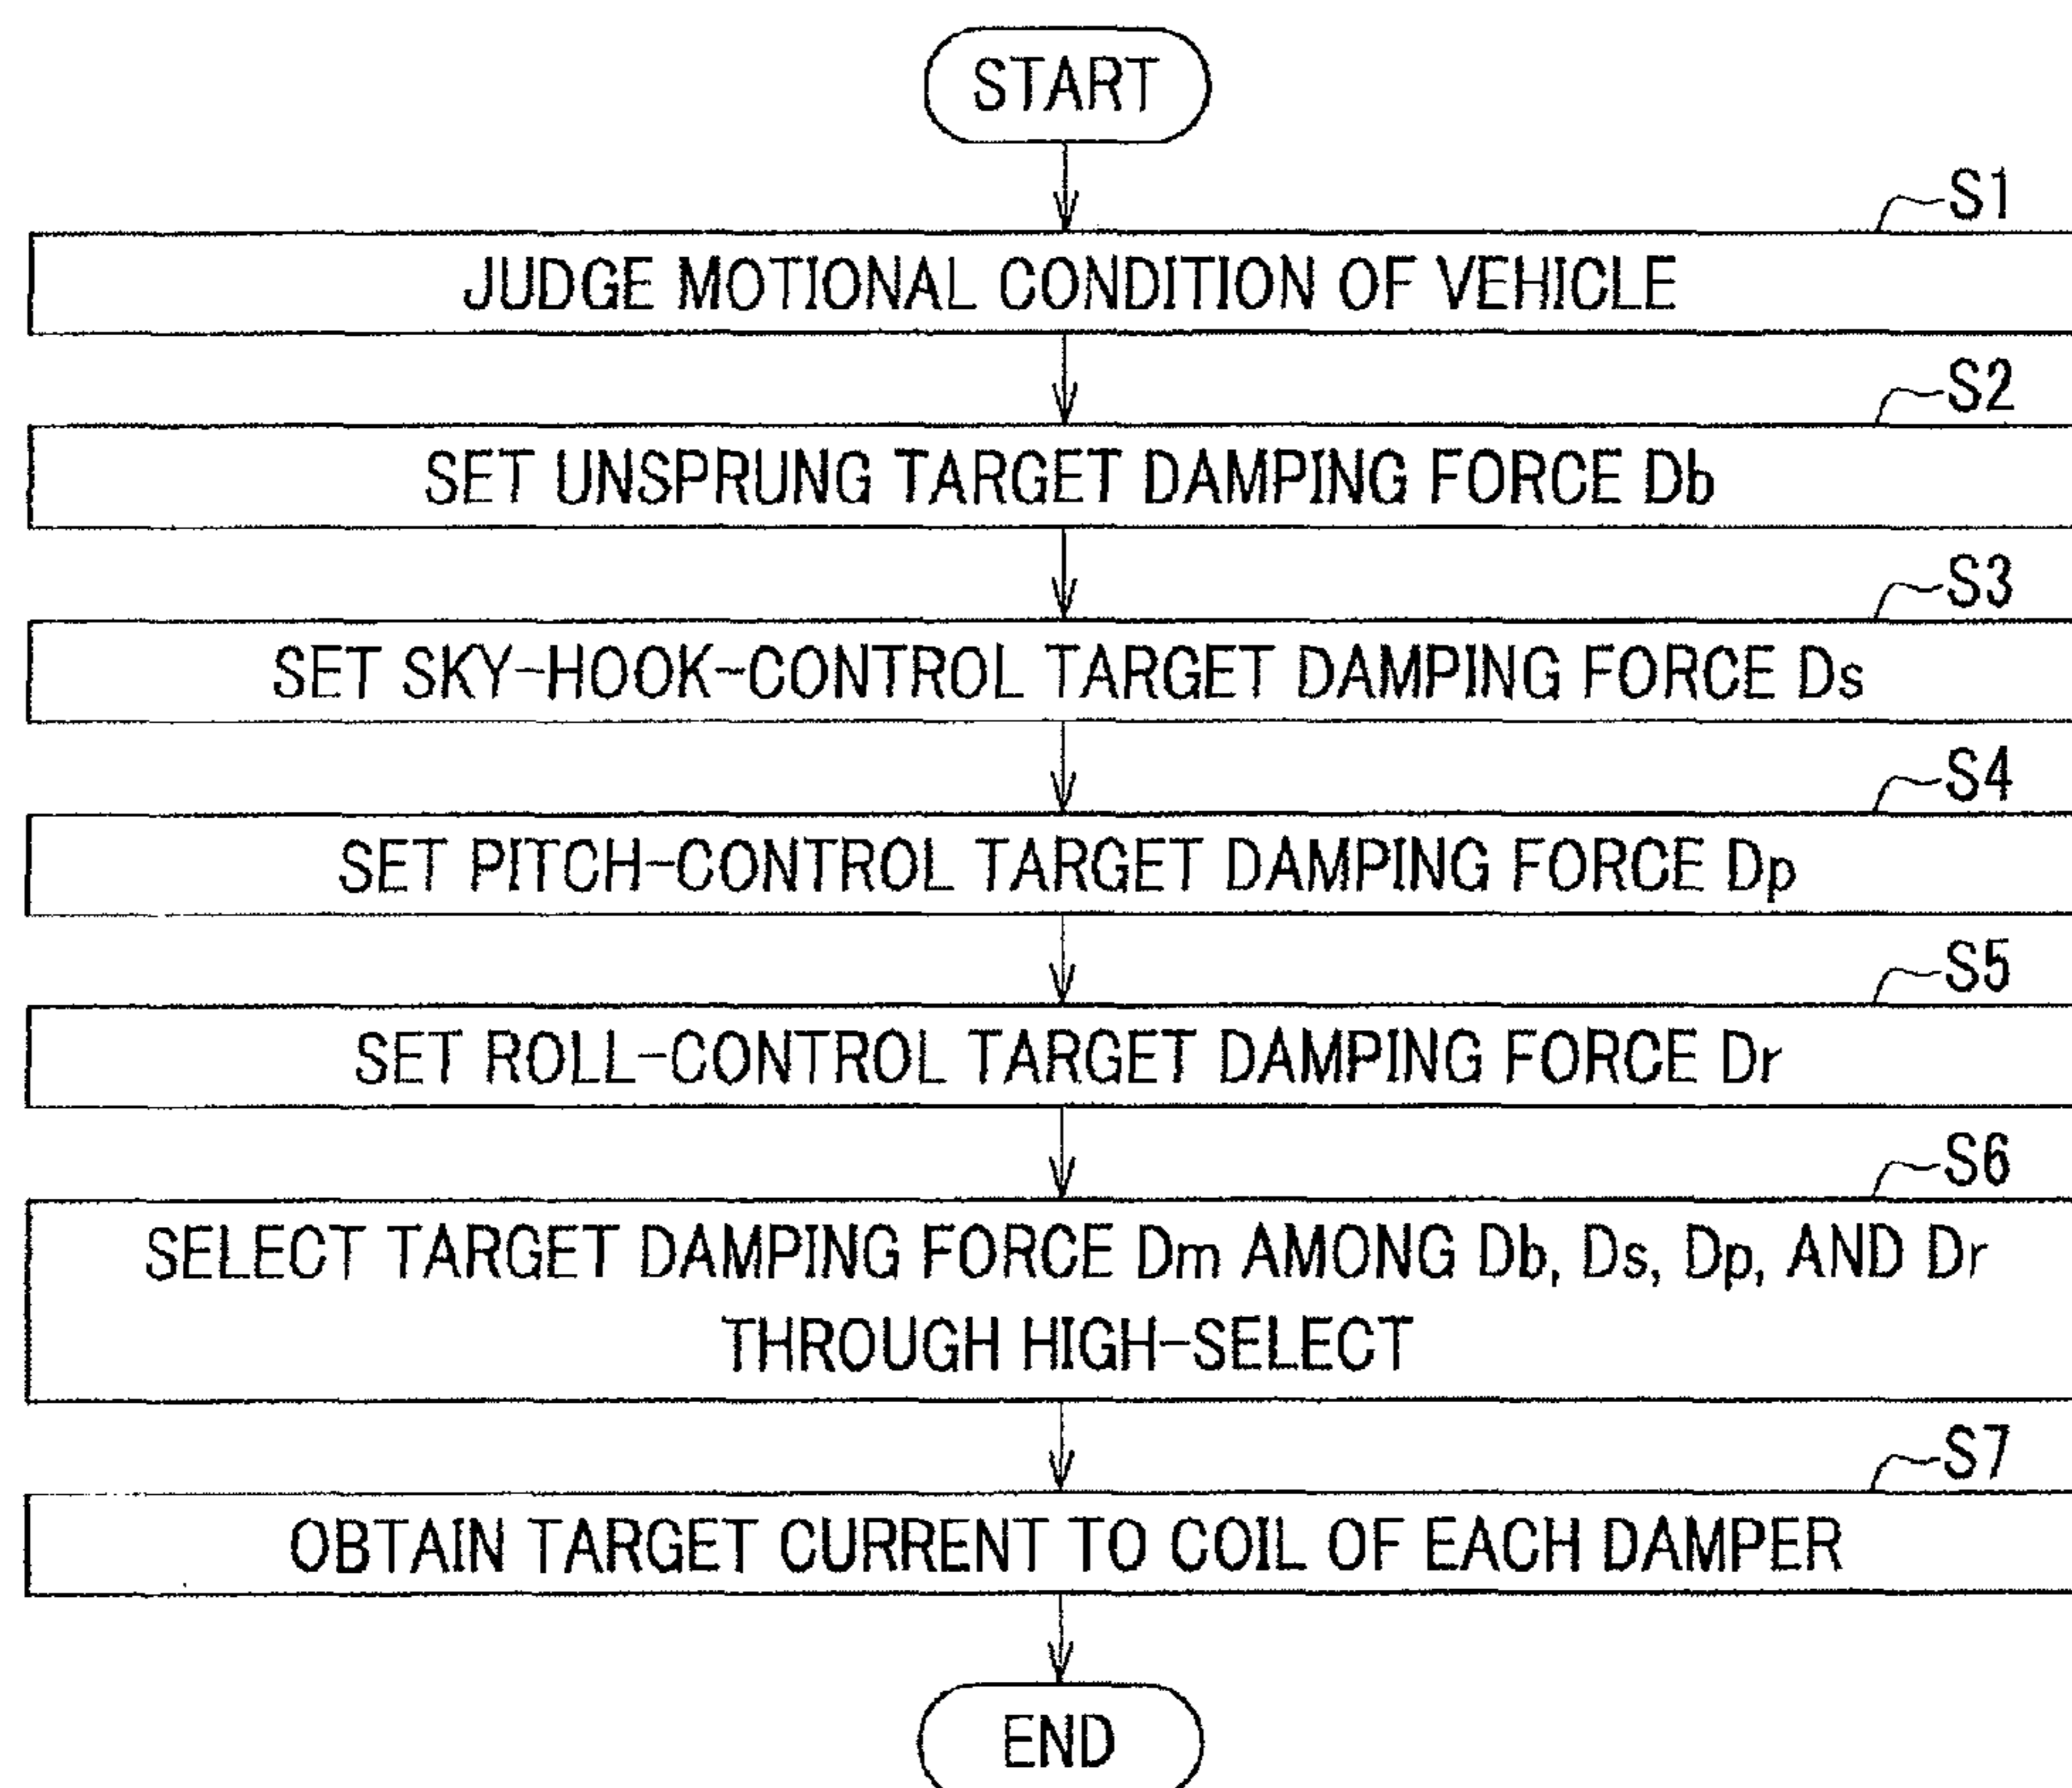 START
S1
JUDGE MOTIONAL CONDITION OF VEHICLE
S2
SET UNSPRUNG TARGET DAMPING FORCE Db
S3
SET SKY-HOOK-CONTROL TARGET DAMPING FORCE Ds
S4
SET PITCH-CONTROL TARGET DAMPING FORCE Dp
S5
SET ROLL-CONTROL TARGET DAMPING FORCE Dr
S6
SELECT TARGET DAMPING FORCE Dm AMONG Db, Ds, Dp, AND Dr
THROUGH HIGH-SELECT
S7
OBTAIN TARGET CURRENT TO COIL OF EACH DAMPER
END